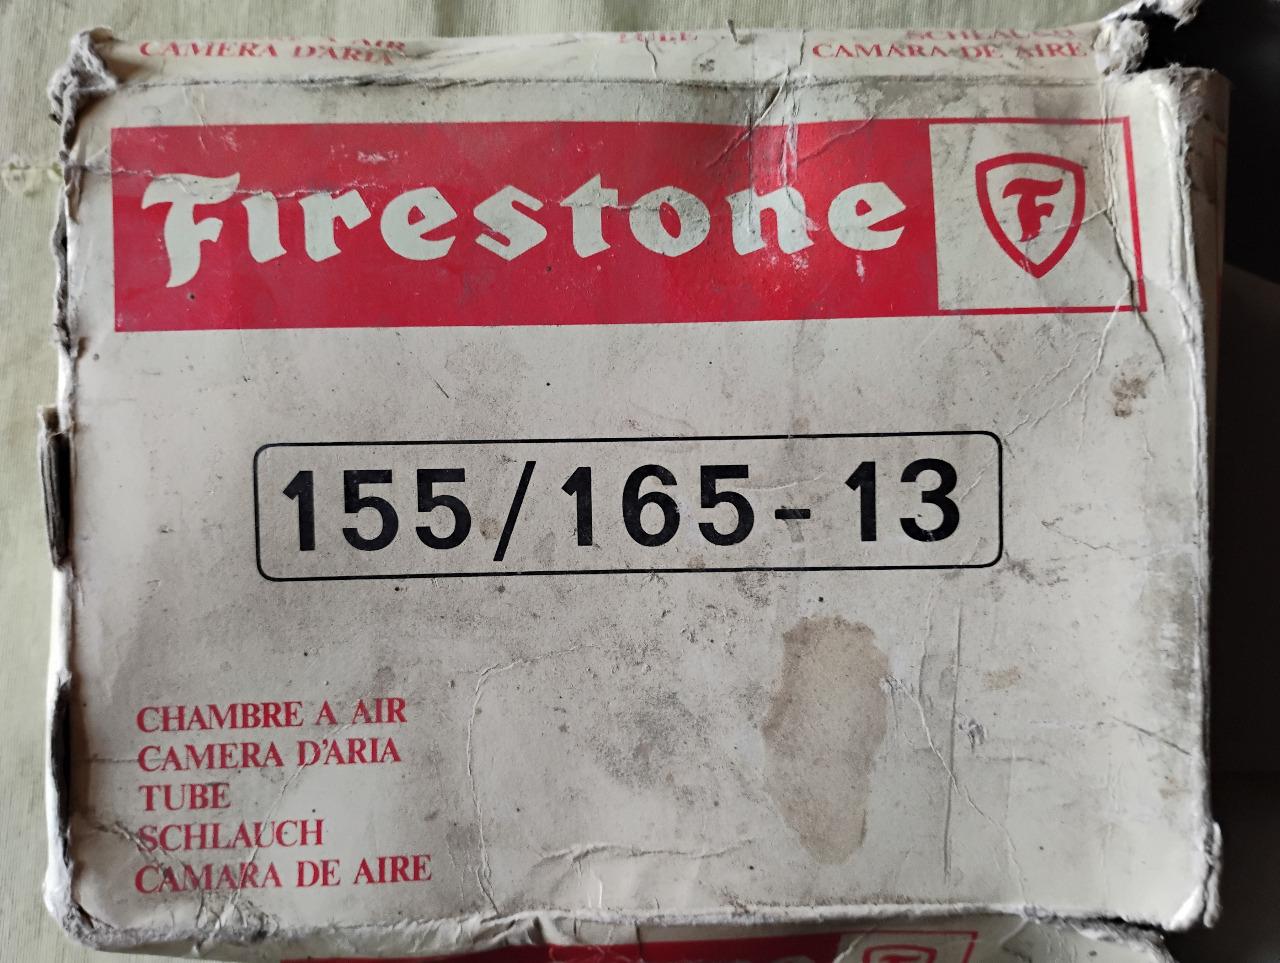 CAMERA D'ARIA
TUBE
SCHLAUCH
CAMARA DE AIRE
Firestone
F
155/165-13
CHAMBRE A AIR
CAMERA D'ARIA
TUBE
SCHLAUCH
CAMARA DE AIRE
F